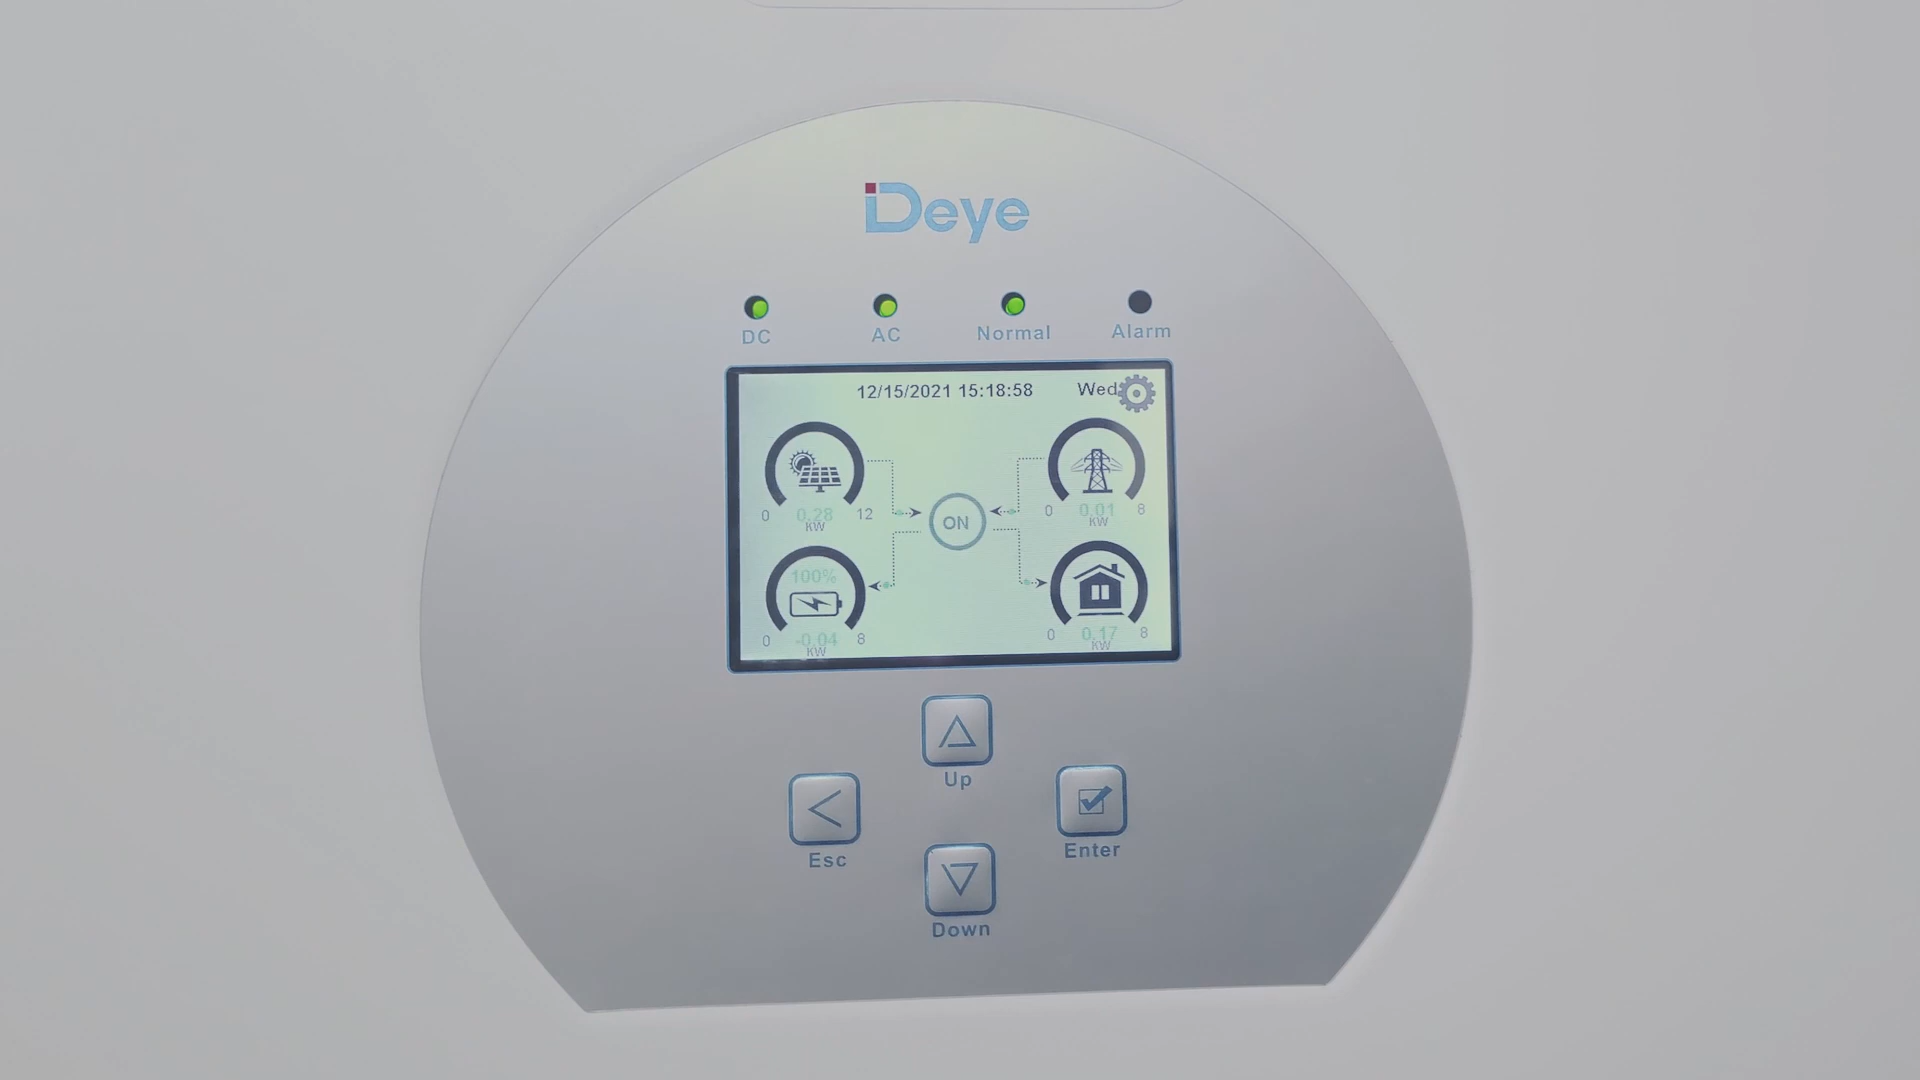 Deye
DC AC Normal Alarm
12/15/2021 15:18:58 Wed
0 0.28 12
KW
0 0.01 8
KW
ON
100%
0 -0.04 8
KW
0 0.17 8
KW
Up
Esc
Enter
Down